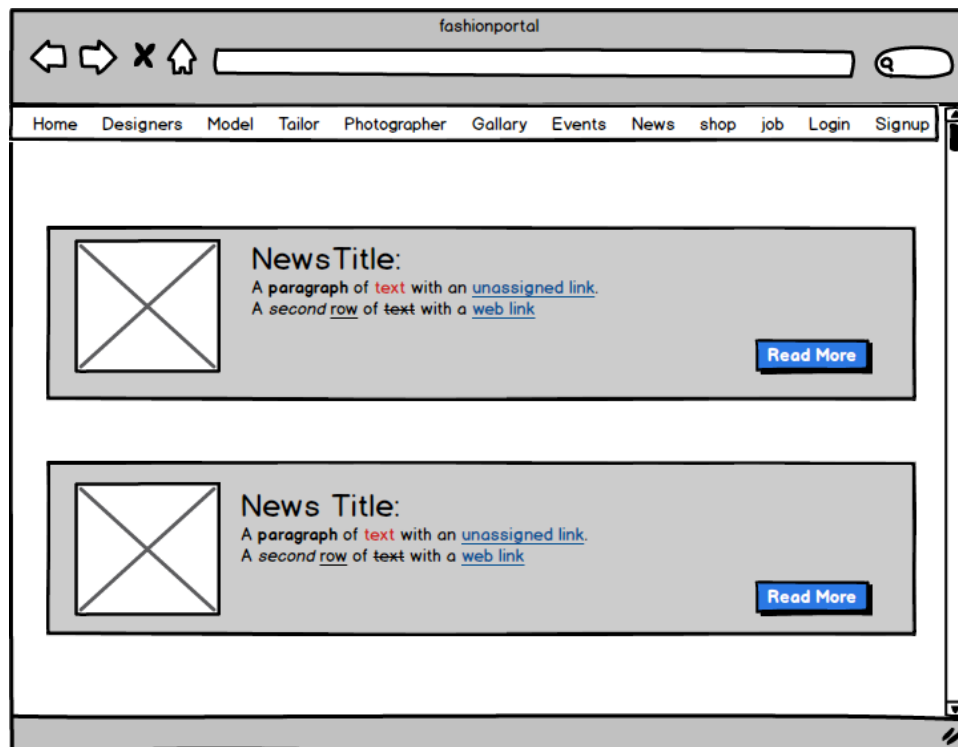 fashionportal
Home Designers Model Tailor Photographer Gallary Events News shop job Login Signup
NewsTitle:
A paragraph of text with an unassigned link.
A second row of text with a web link
Read More
News Title:
A paragraph of text with an unassigned link.
A second row of text with a web link
Read More